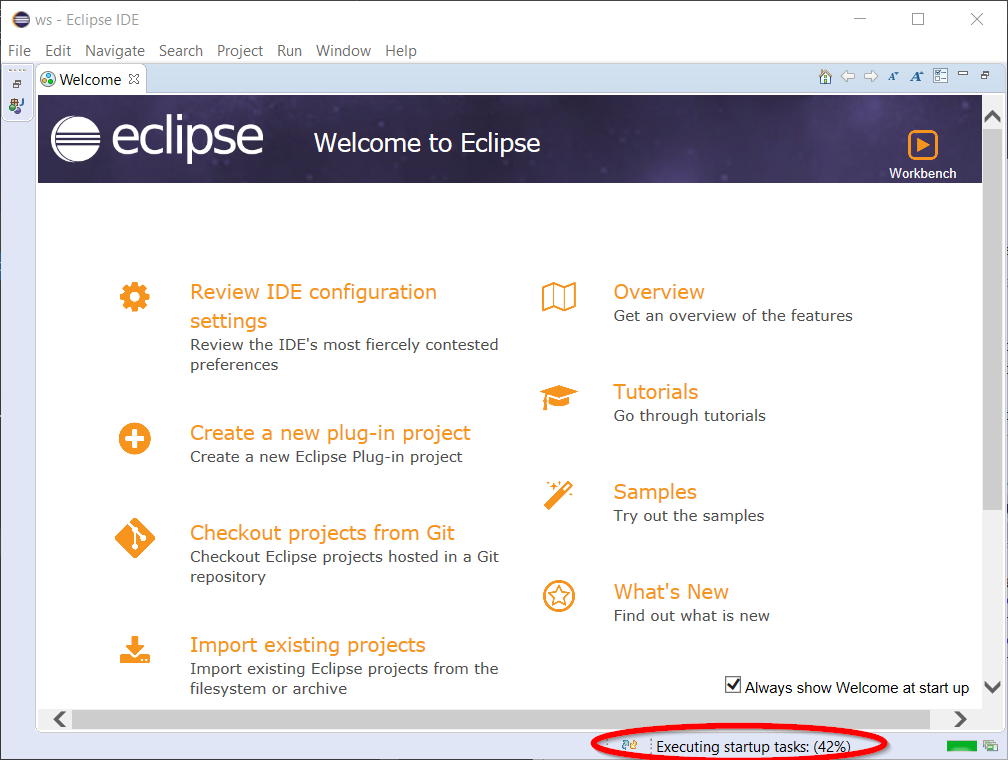 ws - Eclipse IDE
File Edit Navigate Search Project Run Window Help
Welcome
eclipse
Welcome to Eclipse
Workbench
Review IDE configuration
settings
Review the IDE's most fiercely contested
preferences
Create a new plug-in project
Create a new Eclipse Plug-in project
Checkout projects from Git
Checkout Eclipse projects hosted in a Git
repository
Import existing projects
Import existing Eclipse projects from the
filesystem or archive
Overview
Get an overview of the features
Tutorials
Go through tutorials
Samples
Try out the samples
What's New
Find out what is new
Always show Welcome at start up
Executing startup tasks: (42%)